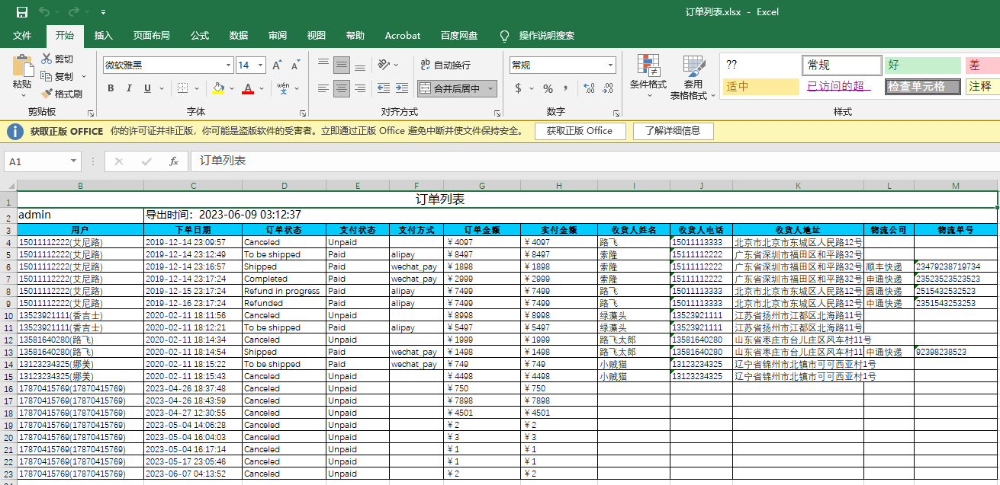 订单列表.xlsx - Excel
文件 开始 插入 页面布局 公式 数据 审阅 视图 帮助 Acrobat 百度网盘 操作说明搜索
粘贴 剪切 复制 格式刷 剪贴板
微软雅黑 14 A A B I U A wén 变 字体
ab 自动换行 合并后居中 对齐方式
常规 $ % , 数字
条件格式 套用 表格格式
?? 常规 好 差
适中 已访问的超... 检查单元格 注释
样式
获取正版 OFFICE 你的许可证并非正版，你可能是盗版软件的受害者。立即通过正版 Office 避免中断并使文件保持安全。 获取正版 Office 了解详细信息
A1 fx 订单列表
B C D E F G H I J K L M
1 订单列表
2 admin 导出时间：2023-06-09 03:12:37
3 用户 下单日期 订单状态 支付状态 支付方式 订单金额 实付金额 收货人姓名 收货人电话 收货人地址 物流公司 物流单号
4 15011112222(艾尼路) 2019-12-14 23:09:57 Canceled Unpaid ￥4097 ￥4097 路飞 15011113333 北京市北京市东城区人民路12号
5 15011112222(艾尼路) 2019-12-14 23:12:49 To be shipped Paid alipay ￥8497 ￥8497 索隆 15111112222 广东省深圳市福田区和平路32号
6 15011112222(艾尼路) 2019-12-14 23:16:57 Shipped Paid wechat_pay ￥1898 ￥1898 索隆 15111112222 广东省深圳市福田区和平路32号 顺丰快递 23479238719734
7 15011112222(艾尼路) 2019-12-14 23:17:24 Completed Paid wechat_pay ￥2999 ￥2999 索隆 15111112222 广东省深圳市福田区和平路32号 申通快递 23523523523523
8 15011112222(艾尼路) 2019-12-15 23:17:24 Refund in progress Paid alipay ￥7499 ￥7499 路飞 15011113333 北京市北京市东城区人民路12号 圆通快递 2515432532523
9 15011112222(艾尼路) 2019-12-16 23:17:24 Refunded Paid alipay ￥7499 ￥7499 路飞 15011113333 北京市北京市东城区人民路12号 中通快递 2351543253253
10 13523921111(香吉士) 2020-02-11 18:11:56 Canceled Unpaid ￥8998 ￥8998 绿藻头 13523921111 江苏省扬州市江都区北海路11号
11 13523921111(香吉士) 2020-02-11 18:12:21 To be shipped Paid alipay ￥5497 ￥5497 绿藻头 13523921111 江苏省扬州市江都区北海路11号
12 13581640280(路飞) 2020-02-11 18:14:34 Canceled Unpaid ￥1999 ￥1999 路飞太郎 13581640280 山东省枣庄市台儿庄区风车村11号
13 13581640280(路飞) 2020-02-11 18:14:54 Shipped Paid wechat_pay ￥1498 ￥1498 路飞太郎 13581640280 山东省枣庄市台儿庄区风车村11 中通快递 92398238523
14 13123234325(娜美) 2020-02-11 18:15:22 To be shipped Paid wechat_pay ￥749 ￥749 小贼猫 13123234325 辽宁省锦州市北镇市可可西亚村1号
15 13123234325(娜美) 2020-02-11 18:15:43 Canceled Unpaid ￥4498 ￥4498 小贼猫 13123234325 辽宁省锦州市北镇市可可西亚村1号
16 17870415769(17870415769) 2023-04-26 18:37:48 Canceled Unpaid ￥750 ￥750
17 17870415769(17870415769) 2023-04-26 18:43:59 Canceled Unpaid ￥7898 ￥7898
18 17870415769(17870415769) 2023-04-27 12:30:55 Canceled Unpaid ￥4501 ￥4501
19 17870415769(17870415769) 2023-05-04 14:06:28 Canceled Unpaid ￥2 ￥2
20 17870415769(17870415769) 2023-05-04 16:04:03 Canceled Unpaid ￥3 ￥3
21 17870415769(17870415769) 2023-05-04 16:17:14 Canceled Unpaid ￥1 ￥1
22 17870415769(17870415769) 2023-05-17 23:05:46 Canceled Unpaid ￥1 ￥1
23 17870415769(17870415769) 2023-06-07 04:13:52 Canceled Unpaid ￥2 ￥2